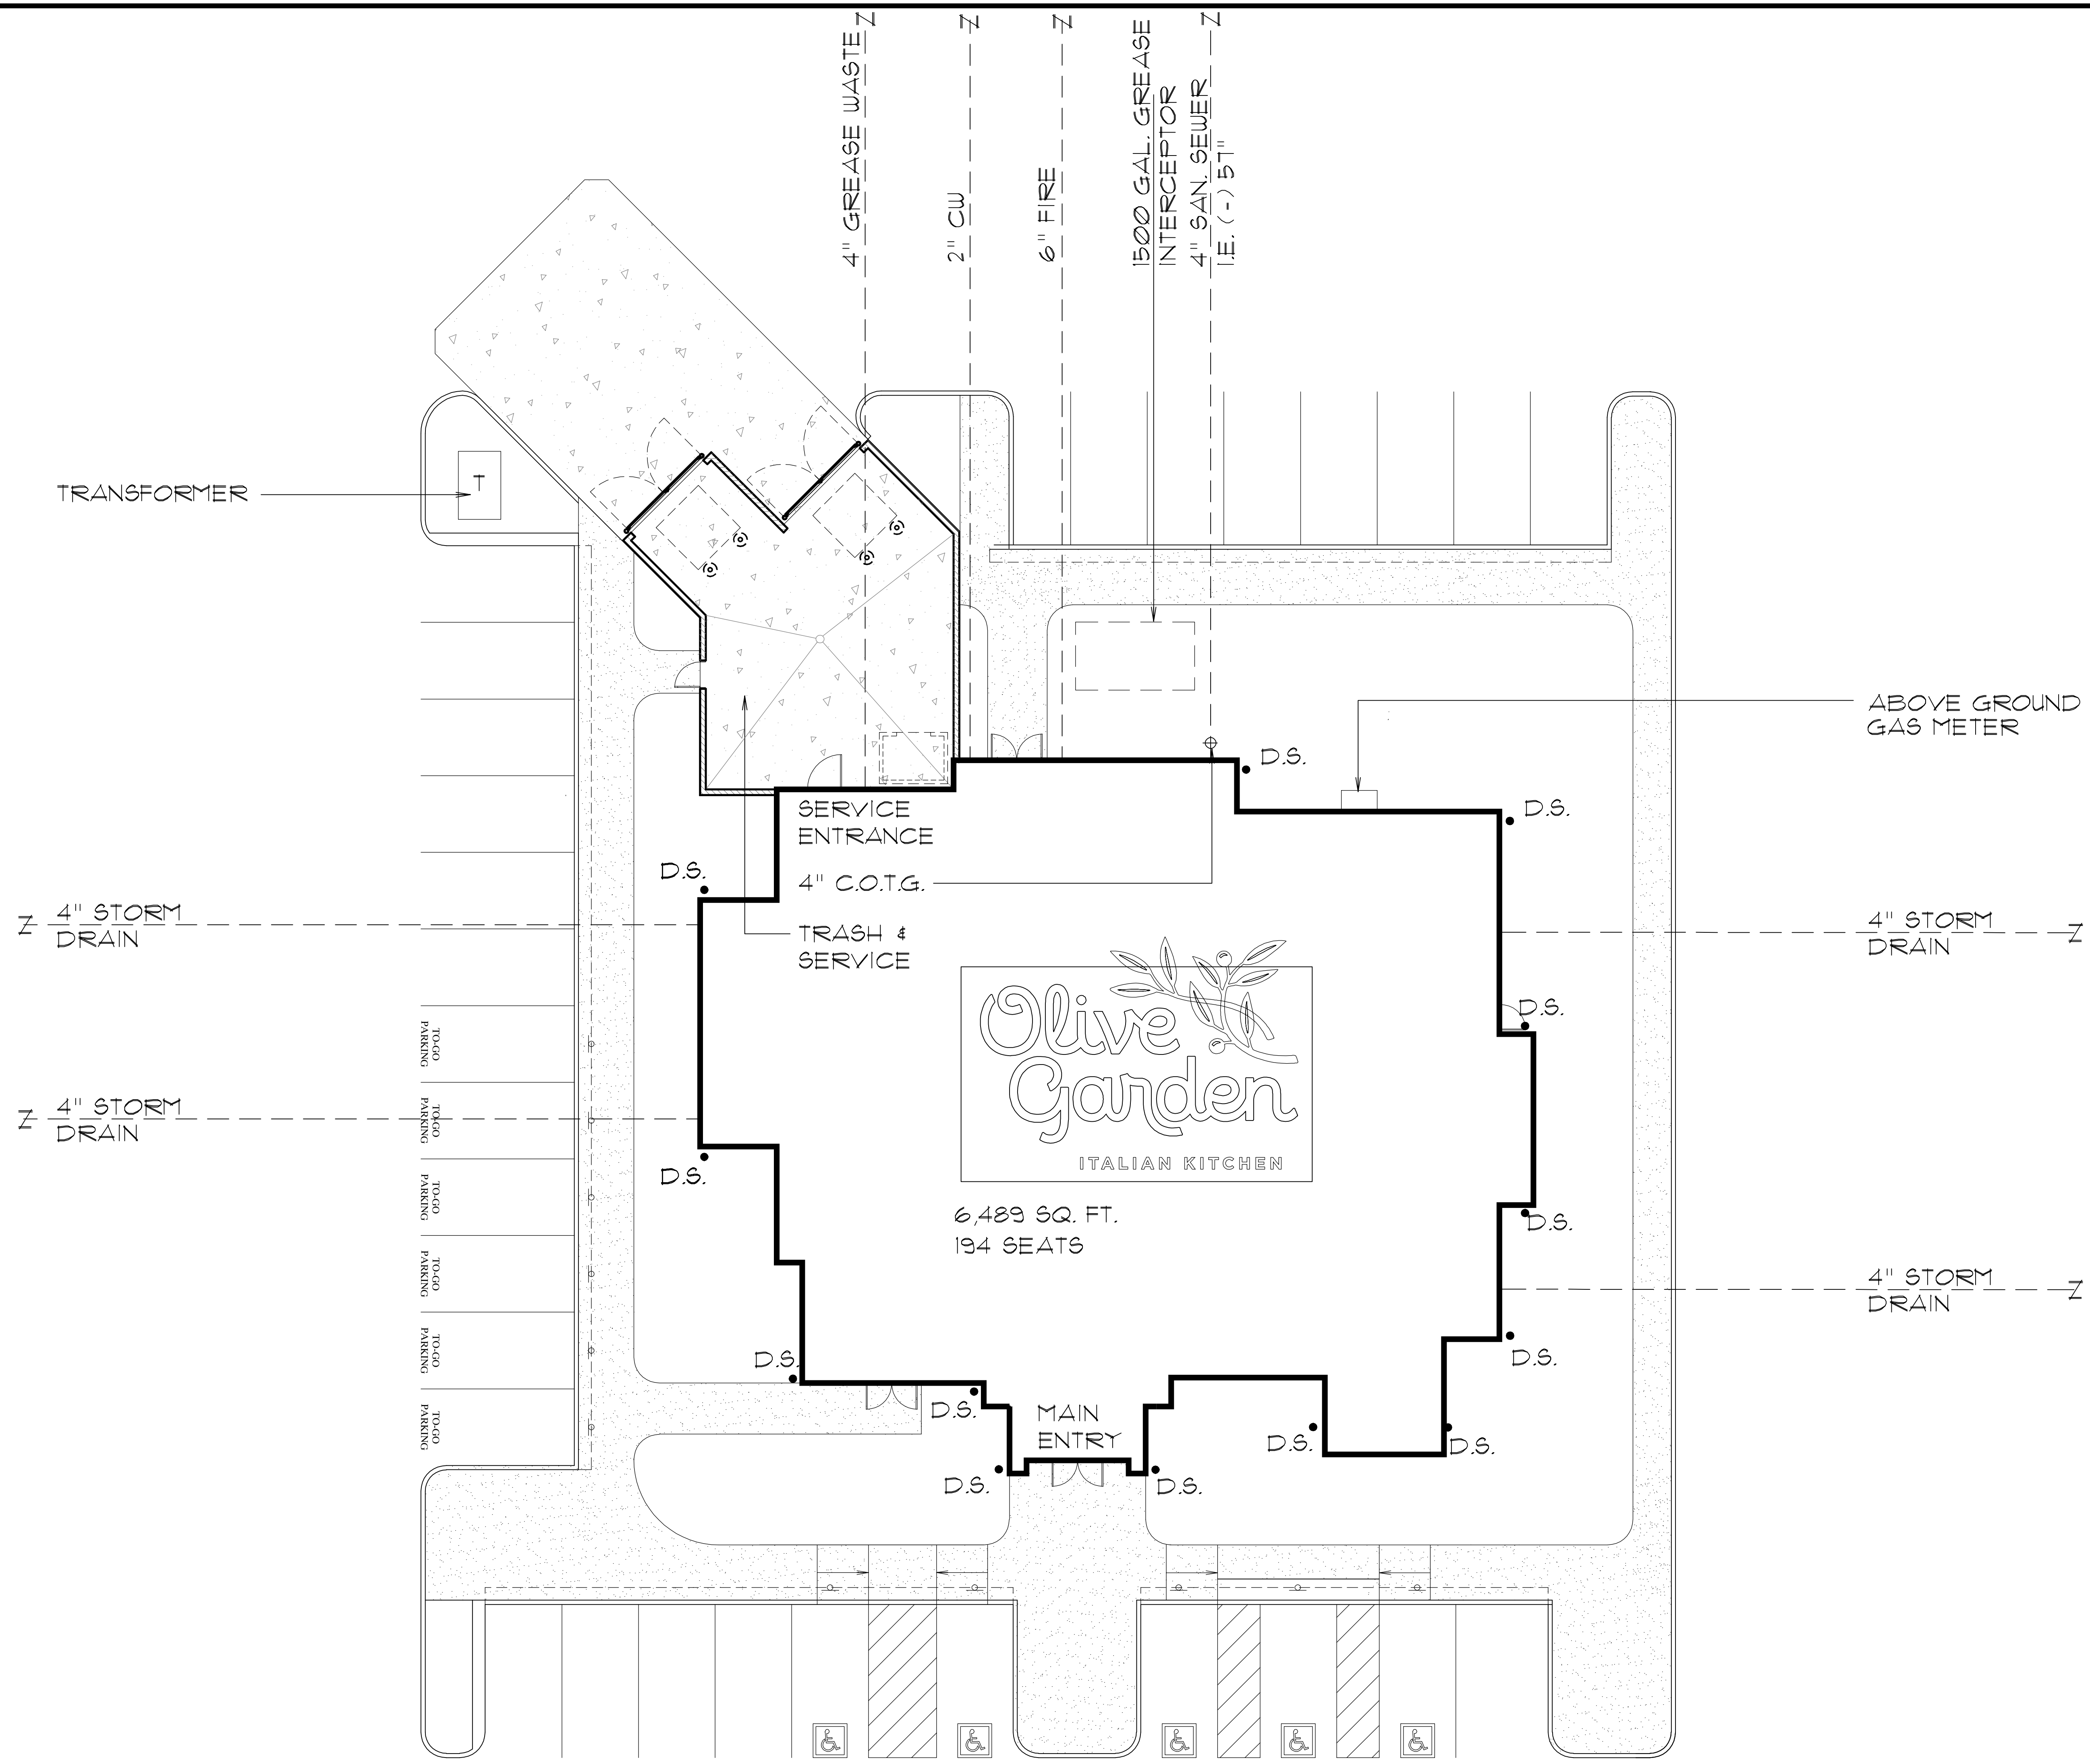 4" GREASE WASTE
2" CW
6" FIRE
1500 GAL. GREASE
INTERCEPTOR
4" SAN. SEWER
I.E. (-) 57"
TRANSFORMER
T
ABOVE GROUND
GAS METER
D.S.
D.S.
SERVICE
ENTRANCE
D.S.
4" C.O.T.G.
4" STORM
DRAIN
TRASH &
SERVICE
4" STORM
DRAIN
D.S.
Olive
Garden
ITALIAN KITCHEN
TO-GO
PARKING
4" STORM
DRAIN
TO-GO
PARKING
D.S.
TO-GO
PARKING
6,489 SQ. FT.
194 SEATS
D.S.
TO-GO
PARKING
4" STORM
DRAIN
TO-GO
PARKING
D.S.
D.S.
TO-GO
PARKING
D.S.
MAIN
ENTRY
D.S.
D.S.
D.S.
D.S.